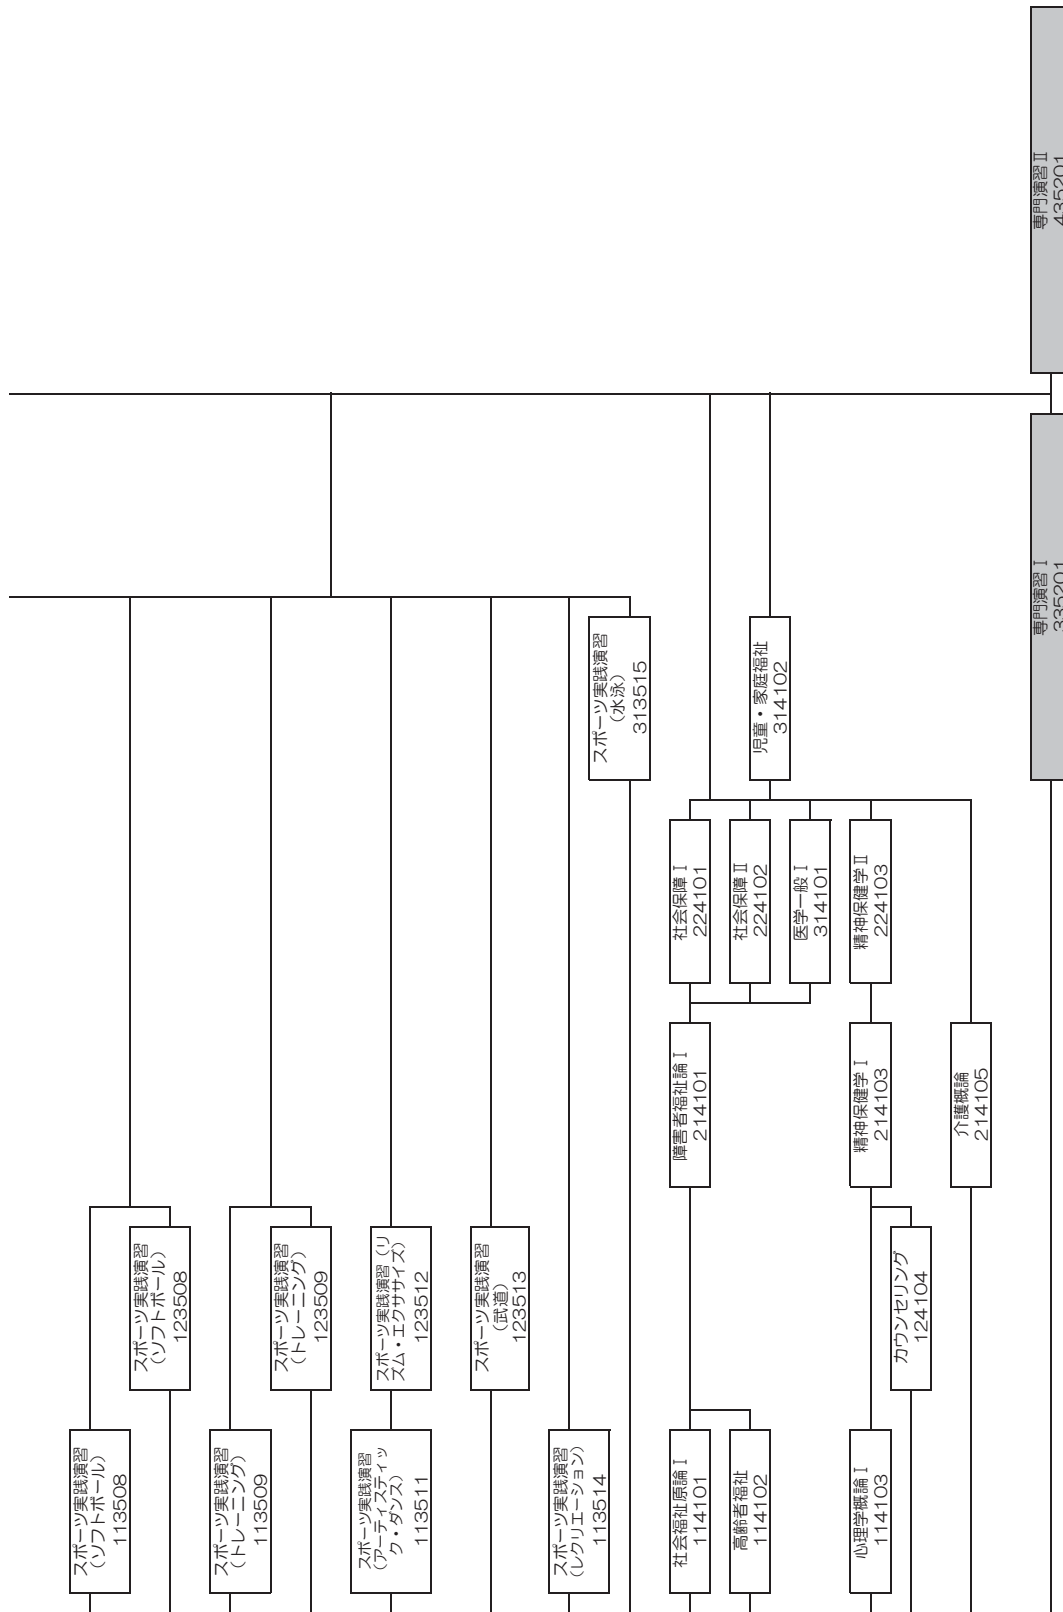 専門演習Ⅱ
435201
専門演習Ⅰ
335201
スポーツ実践演習
（水泳）
313515
児童・家庭福祉
314102
社会保障Ⅰ
224101
社会保障Ⅱ
224102
医学一般Ⅰ
314101
精神保健学Ⅱ
224103
障害者福祉論Ⅰ
214101
精神保健学Ⅰ
214103
介護概論
214105
スポーツ実践演習
（ソフトボール）
123508
スポーツ実践演習
（トレーニング）
123509
スポーツ実践演習（リ
ズム・エクササイズ）
123512
スポーツ実践演習
（武道）
123513
カウンセリング
124104
スポーツ実践演習
（ソフトボール）
113508
スポーツ実践演習
（トレーニング）
113509
スポーツ実践演習
（アーティスティッ
ク・ダンス）
113511
スポーツ実践演習
（レクリエーション）
113514
社会福祉原論Ⅰ
114101
高齢者福祉
114102
心理学概論Ⅰ
114103